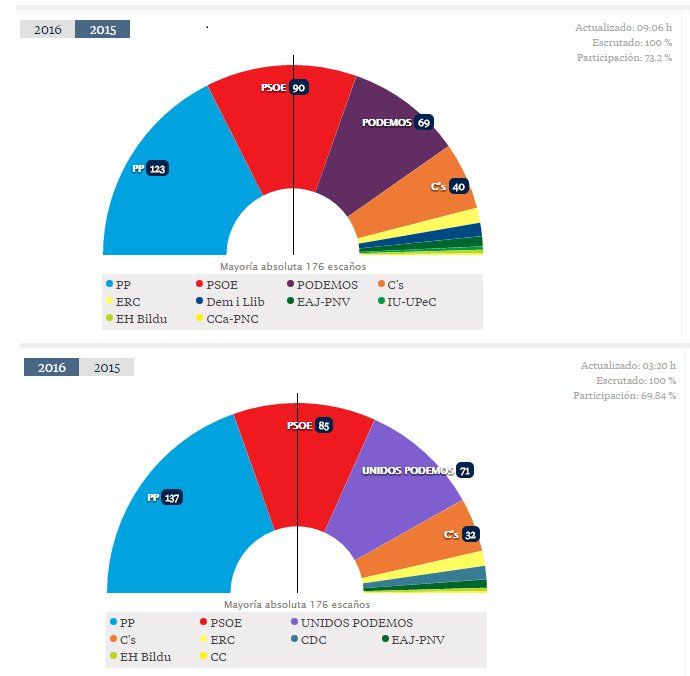 2016 2015
Actualizado: 09:06 h
Escrutado: 100 %
Participación: 73.2 %
PSOE 90
PODEMOS 69
PP 123
C's 40
Mayoría absoluta 176 escaños
PP PSOE PODEMOS C's
ERC Dem i Llib EAJ-PNV IU-UPeC
EH Bildu CCa-PNC
2016 2015
Actualizado: 03:20 h
Escrutado: 100 %
Participación: 69.84 %
PSOE 85
UNIDOS PODEMOS 71
PP 137
C's 32
Mayoría absoluta 176 escaños
PP PSOE UNIDOS PODEMOS
C's ERC CDC EAJ-PNV
EH Bildu CC